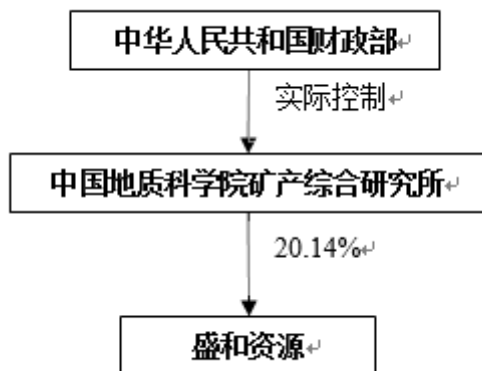 中华人民共和国财政部
实际控制
中国地质科学院矿产综合研究所
20.14%
盛和资源